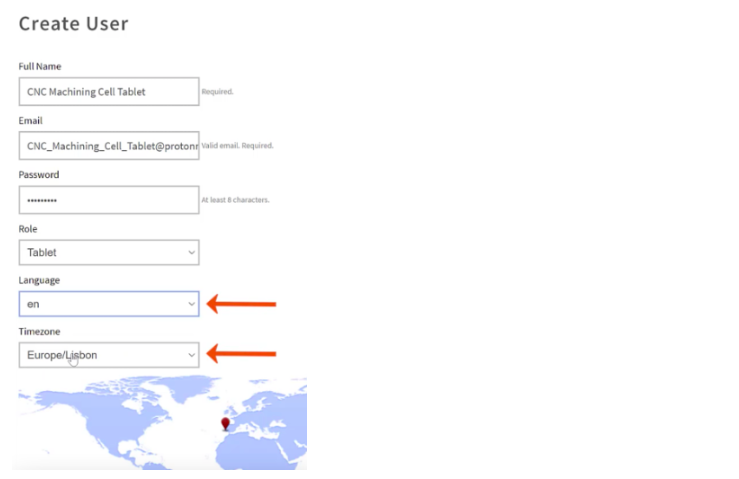 Create User
Full Name
CNC Machining Cell Tablet
Required.
Email
CNC_Machining_Cell_Tablet@proton
Valid email. Required.
Password
•••••••••
At least 8 characters.
Role
Tablet
Language
en
Timezone
Europe/Lisbon